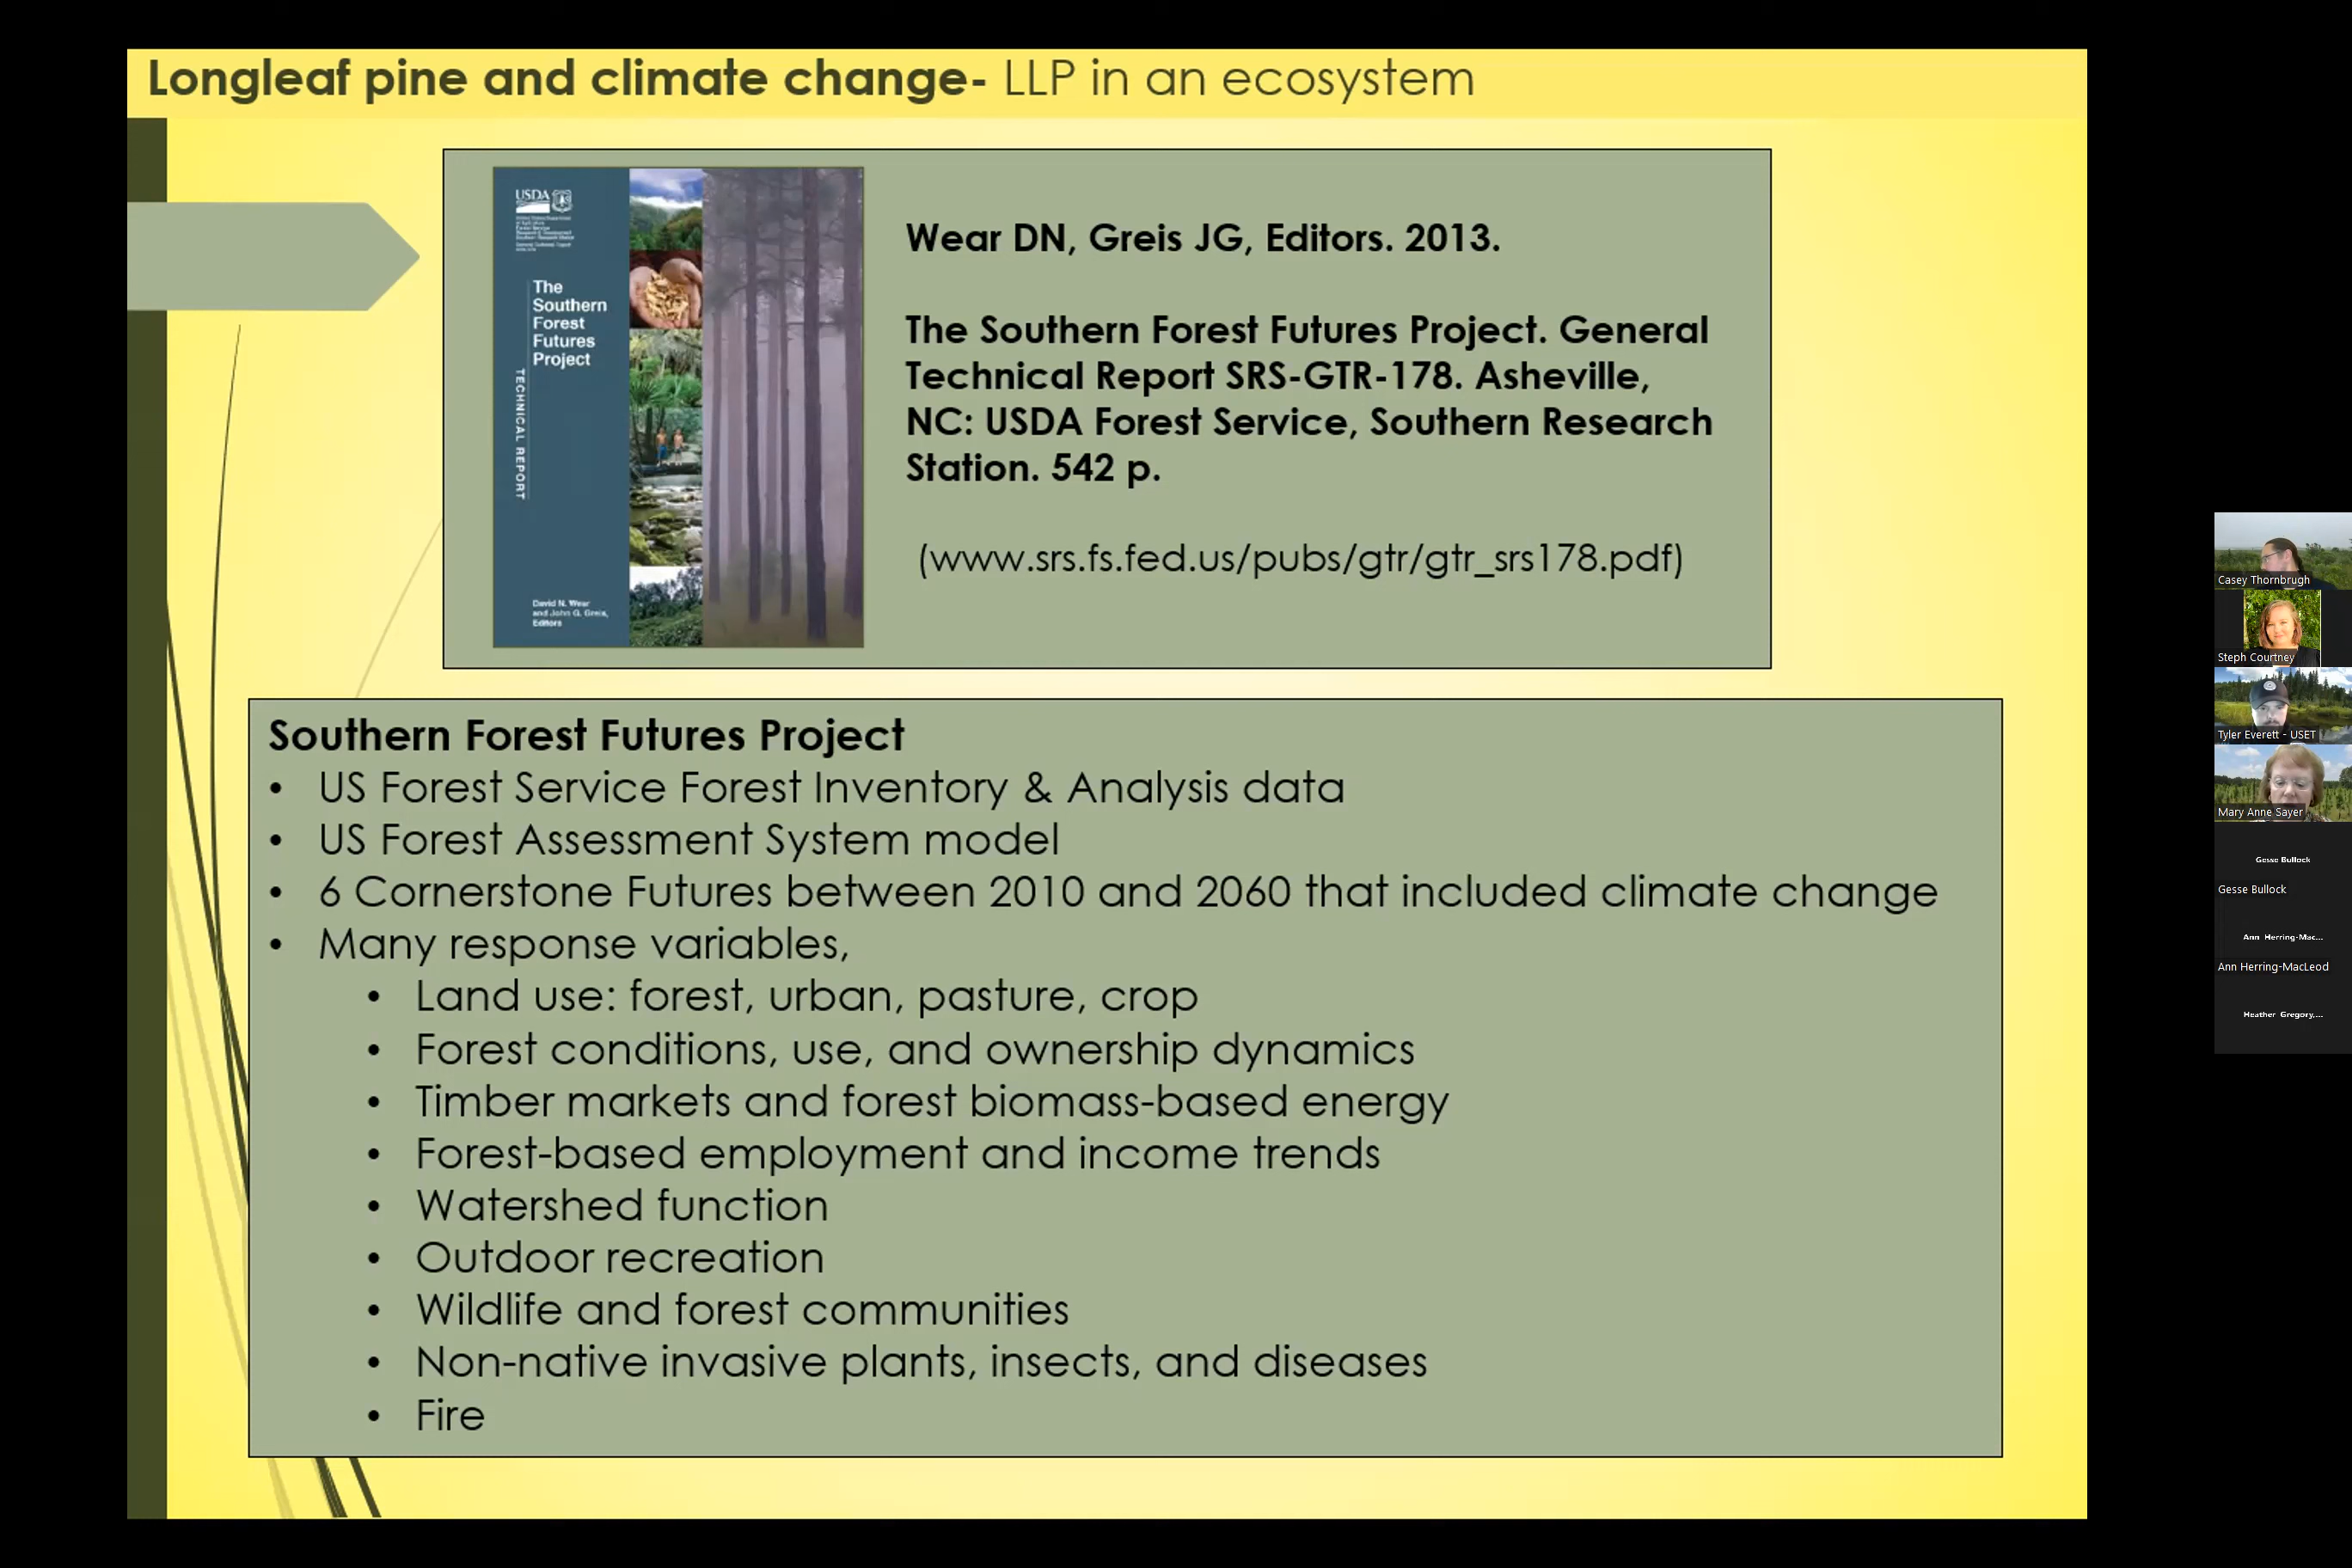 Longleaf pine and climate change- LLP in an ecosystem
USDA
The
Southern
Forest
Futures
Project
TECHNICAL REPORT
David N. Wear
and John G. Greis,
Editors
Wear DN, Greis JG, Editors. 2013.
The Southern Forest Futures Project. General
Technical Report SRS-GTR-178. Asheville,
NC: USDA Forest Service, Southern Research
Station. 542 p.
(www.srs.fs.fed.us/pubs/gtr/gtr_srs178.pdf)
Southern Forest Futures Project
• US Forest Service Forest Inventory & Analysis data
• US Forest Assessment System model
• 6 Cornerstone Futures between 2010 and 2060 that included climate change
• Many response variables,
• Land use: forest, urban, pasture, crop
• Forest conditions, use, and ownership dynamics
• Timber markets and forest biomass-based energy
• Forest-based employment and income trends
• Watershed function
• Outdoor recreation
• Wildlife and forest communities
• Non-native invasive plants, insects, and diseases
• Fire
Casey Thornbrugh
Steph Courtney
Tyler Everett - USET
Mary Anne Sayer
Gesse Bullock
Gesse Bullock
Ann Herring-Mac...
Ann Herring-MacLeod
Heather Gregory,...